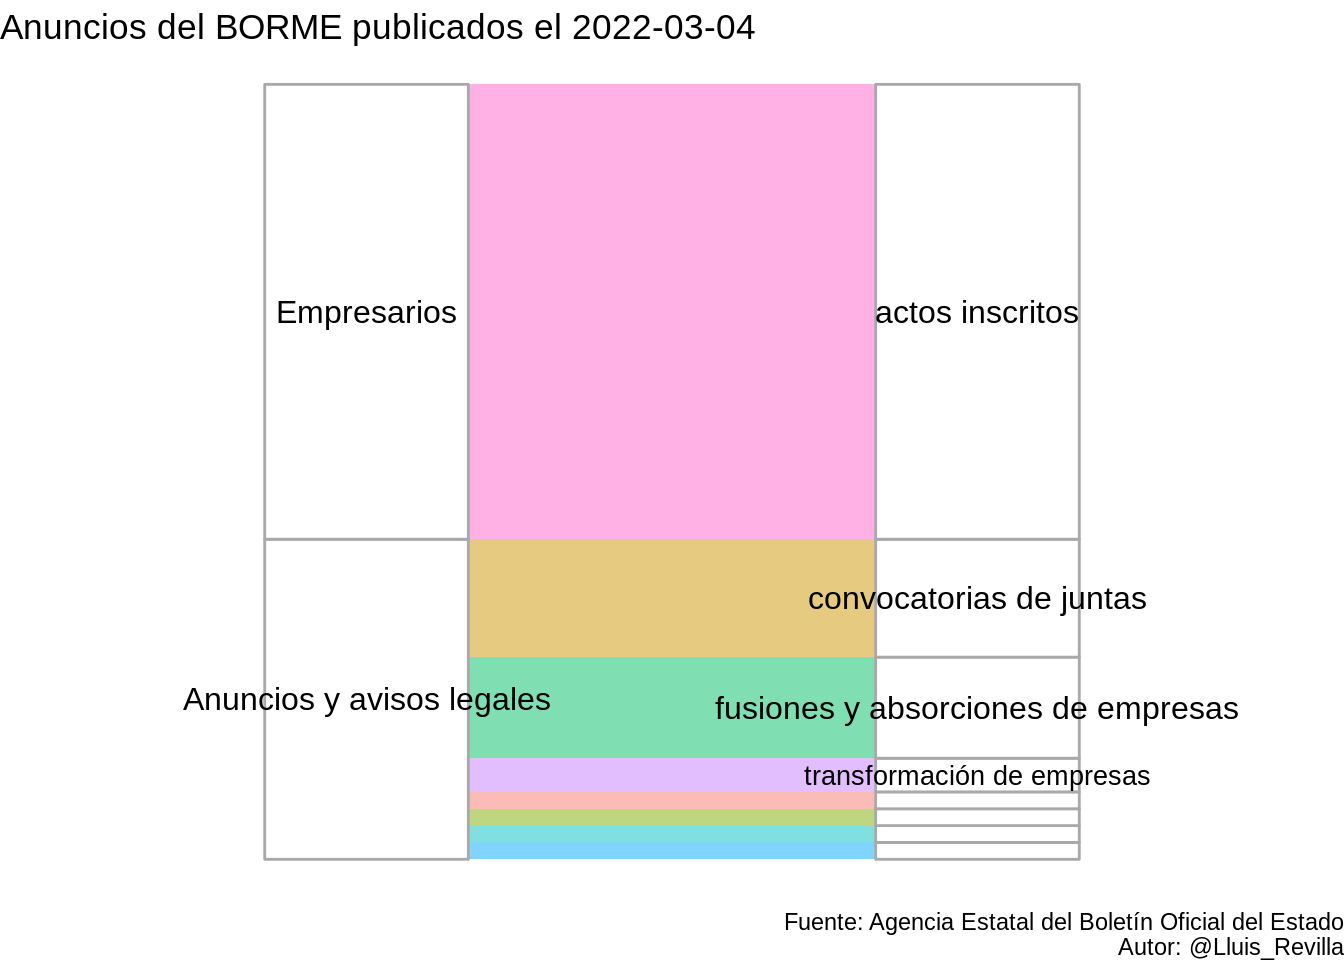 Anuncios del BORME publicados el 2022-03-04
Empresarios
actos inscritos
convocatorias de juntas
Anuncios y avisos legales
fusiones y absorciones de empresas
transformación de empresas
Fuente: Agencia Estatal del Boletín Oficial del Estado
Autor: @Lluis_Revilla